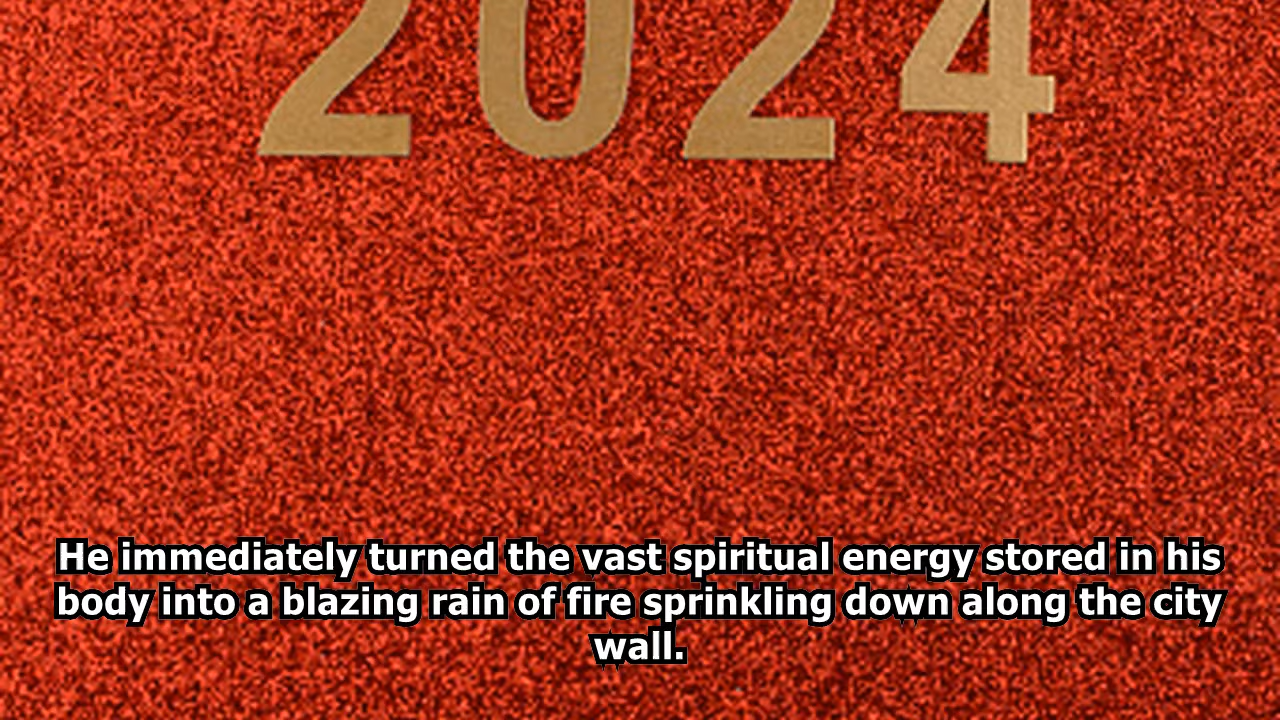 2024
He immediately turned the vast spiritual energy stored in his
body into a blazing rain of fire sprinkling down along the city
wall.